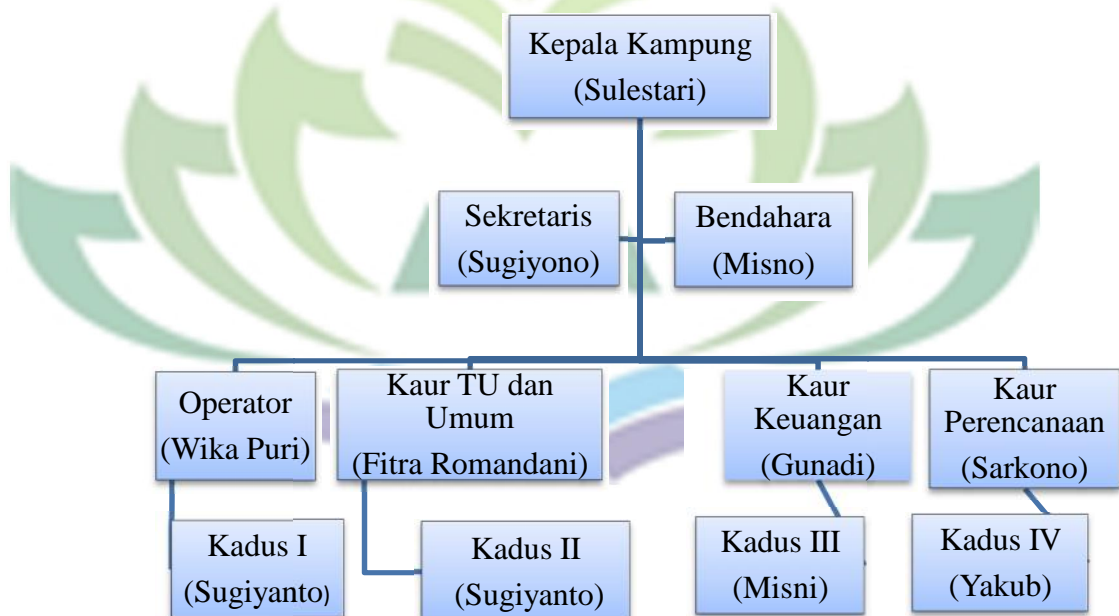 Kepala Kampung
(Sulestari)
Sekretaris
(Sugiyono)
Bendahara
(Misno)
Operator
(Wika Puri)
Kaur TU dan
Umum
(Fitra Romandani)
Kaur
Keuangan
(Gunadi)
Kaur
Perencanaan
(Sarkono)
Kadus I
(Sugiyanto)
Kadus II
(Sugiyanto)
Kadus III
(Misni)
Kadus IV
(Yakub)